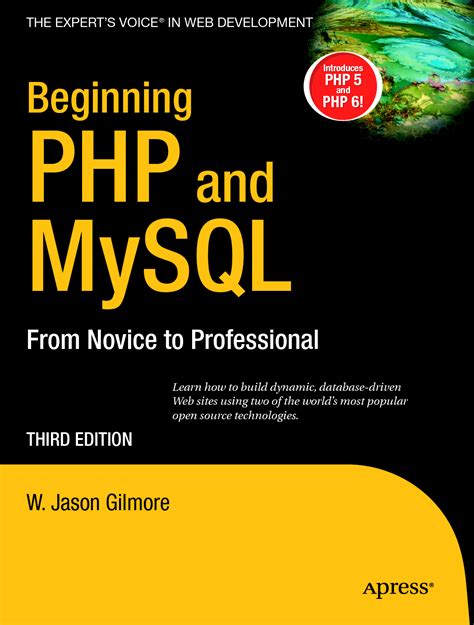 THE EXPERT'S VOICE® IN WEB DEVELOPMENT
Introduces
PHP 5
and
PHP 6!
Beginning
PHP and
MySQL
From Novice to Professional
Learn how to build dynamic, database-driven
Web sites using two of the world's most popular
open source technologies.
THIRD EDITION
W. Jason Gilmore
Apress®